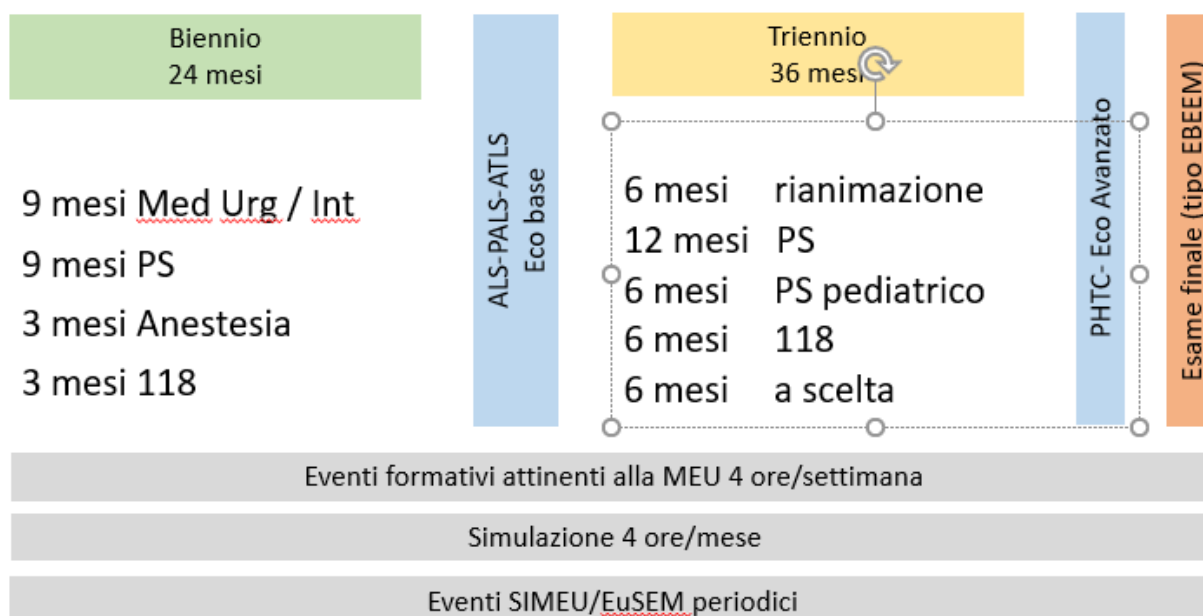 Biennio
24 mesi
9 mesi Med Urg / Int
9 mesi PS
3 mesi Anestesia
3 mesi 118
ALS-PALS-ATLS
Eco base
Triennio
36 mesi
6 mesi rianimazione
12 mesi PS
6 mesi PS pediatrico
6 mesi 118
6 mesi a scelta
PHTC- Eco Avanzato
Esame finale (tipo EBEEM)
Eventi formativi attinenti alla MEU 4 ore/settimana
Simulazione 4 ore/mese
Eventi SIMEU/EuSEM periodici